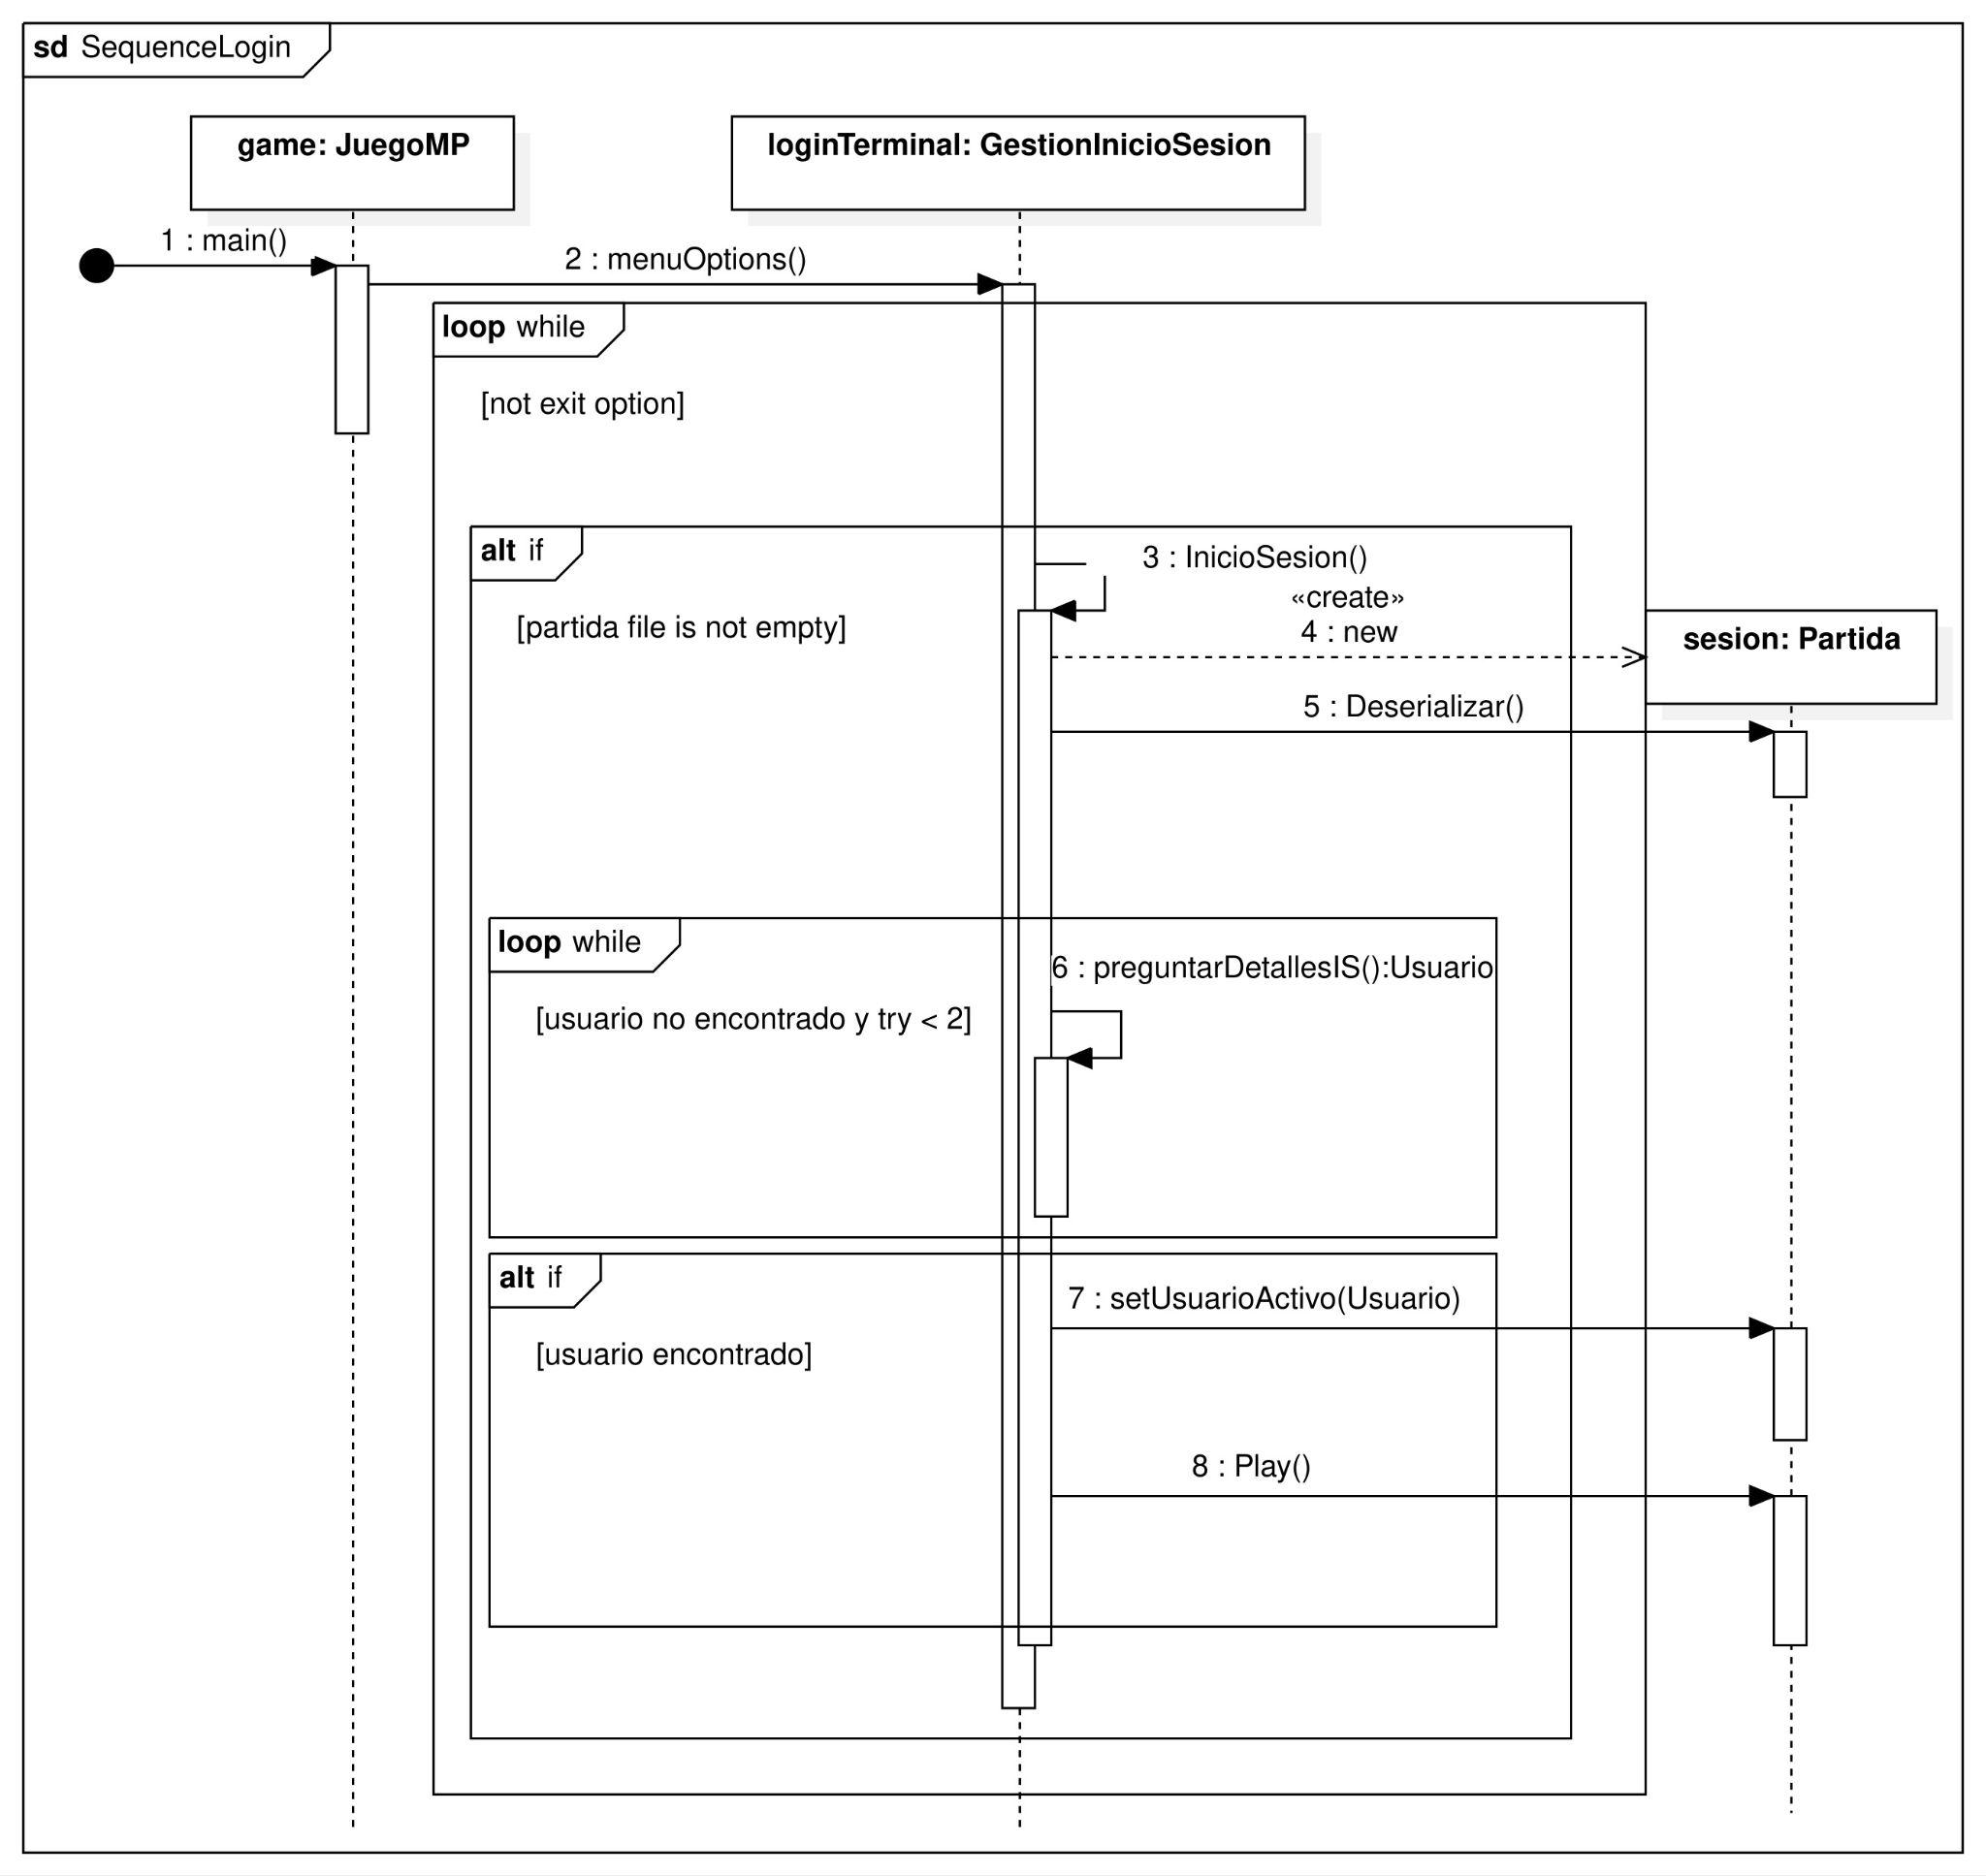 sd SequenceLogin
game: JuegoMP
loginTerminal: GestionInicioSesion
1 : main()
2 : menuOptions()
loop while
[not exit option]
alt if
3 : InicioSesion()
[partida file is not empty]
«create»
4 : new
sesion: Partida
5 : Deserializar()
loop while
6 : preguntarDetallesIS():Usuario
[usuario no encontrado y try < 2]
alt if
7 : setUsuarioActivo(Usuario)
[usuario encontrado]
8 : Play()